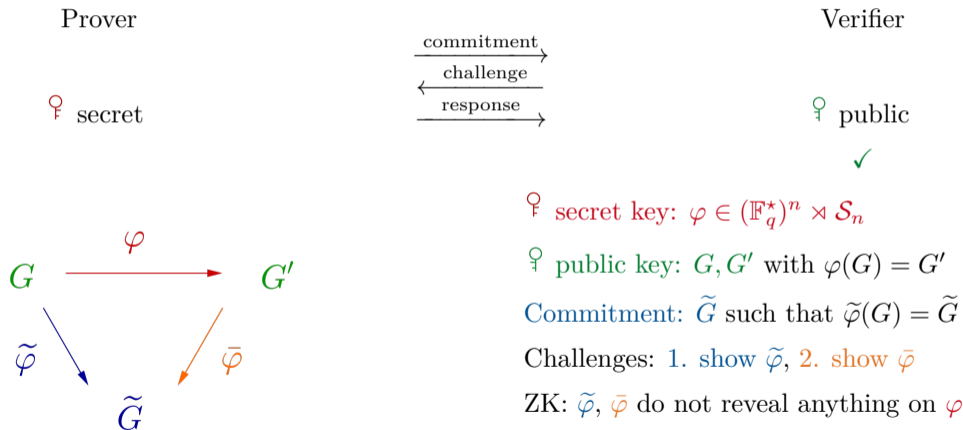 Prover
Verifier
commitment
challenge
response
secret
public
✓
secret key: φ ∈ (𝔽_q^⋆)^n ⋊ 𝒮_n
φ
public key: G, G′ with φ(G) = G′
G
G′
Commitment: G̃ such that φ̃(G) = G̃
φ̃
φ̄
Challenges: 1. show φ̃, 2. show φ̄
G̃
ZK: φ̃, φ̄ do not reveal anything on φ